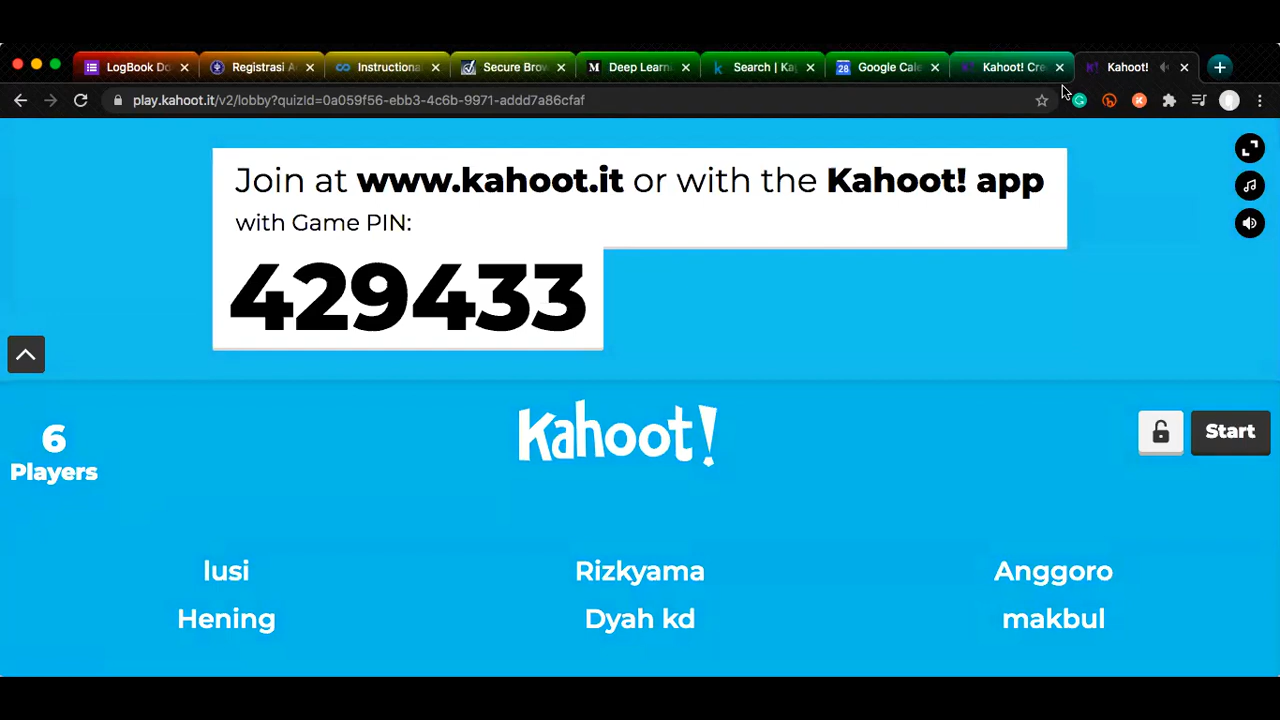 LogBook Do
Registrasi A
Instructiona
Secure Brow
Deep Learn
Search | Ka
Google Cale
Kahoot! Cre
Kahoot!
play.kahoot.it/v2/lobby?quizId=0a059f56-ebb3-4c6b-9971-addd7a86cfaf
Join at www.kahoot.it or with the Kahoot! app
with Game PIN:
429433
6
Players
Kahoot!
Start
lusi
Rizkyama
Anggoro
Hening
Dyah kd
makbul